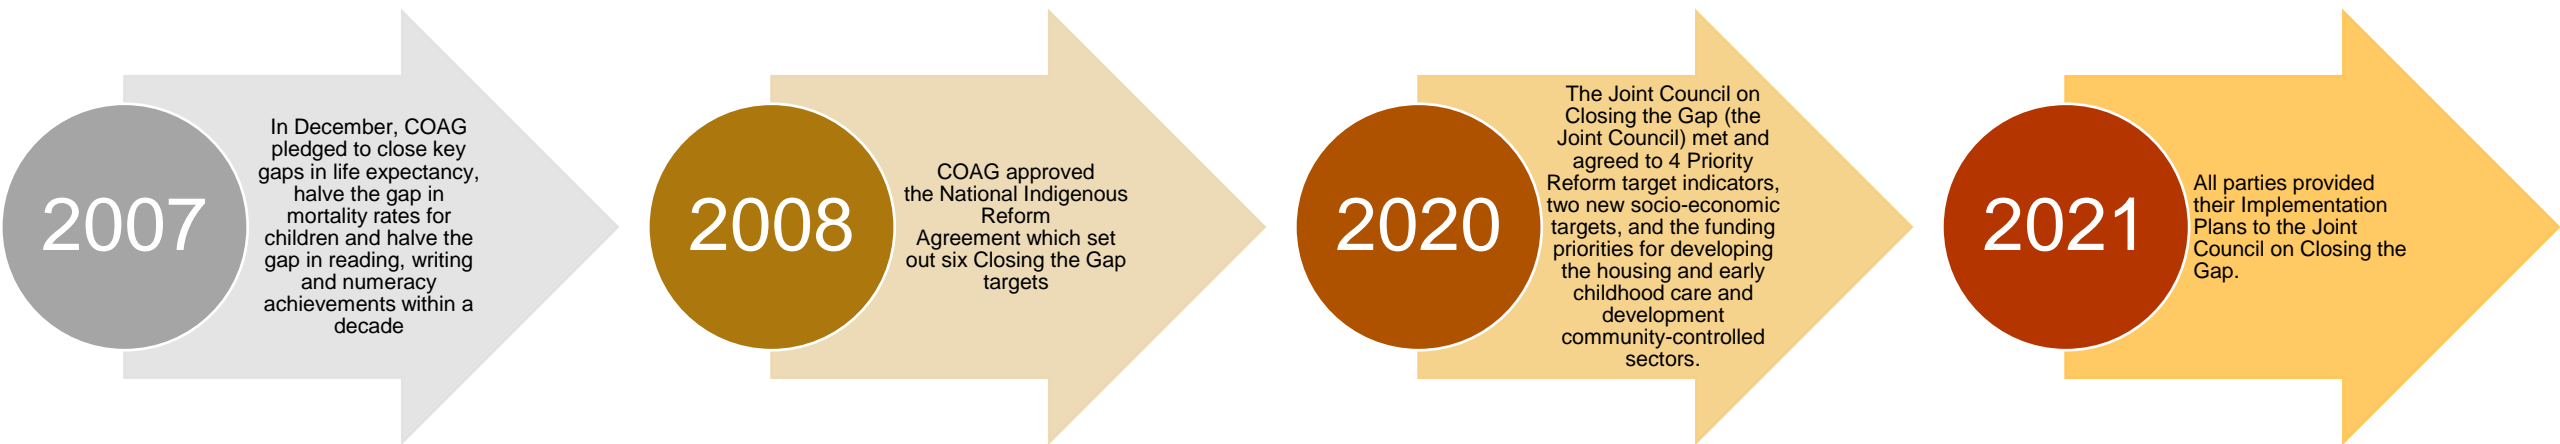 2007
In December, COAG
pledged to close key
gaps in life expectancy,
halve the gap in
mortality rates for
children and halve the
gap in reading, writing
and numeracy
achievements within a
decade
2008
COAG approved
the National Indigenous
Reform
Agreement which set
out six Closing the Gap
targets
2020
The Joint Council on
Closing the Gap (the
Joint Council) met and
agreed to 4 Priority
Reform target indicators,
two new socio-economic
targets, and the funding
priorities for developing
the housing and early
childhood care and
development
community-controlled
sectors.
2021
All parties provided
their Implementation
Plans to the Joint
Council on Closing the
Gap.